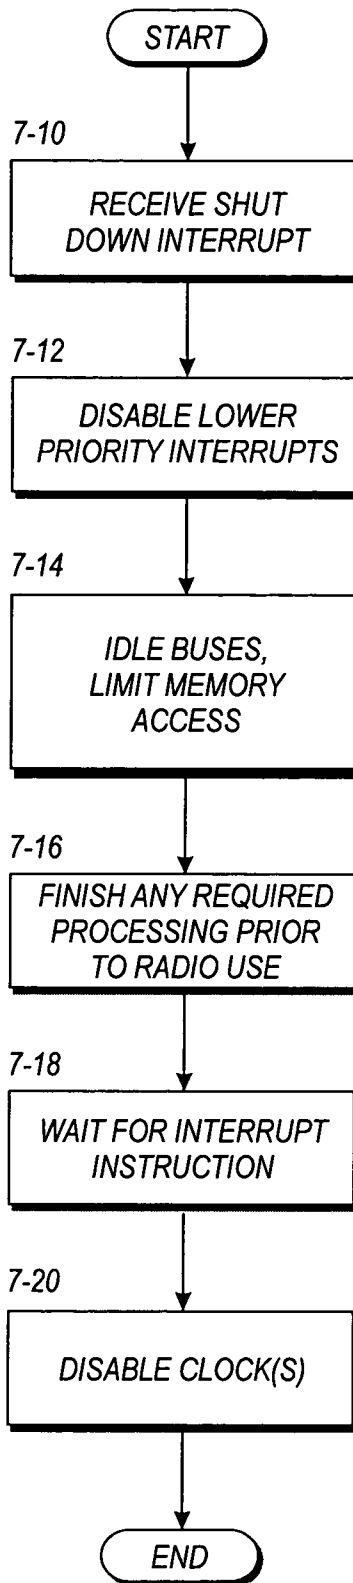 START
7-10
RECEIVE SHUT
DOWN INTERRUPT
7-12
DISABLE LOWER
PRIORITY INTERRUPTS
7-14
IDLE BUSES,
LIMIT MEMORY
ACCESS
7-16
FINISH ANY REQUIRED
PROCESSING PRIOR
TO RADIO USE
7-18
WAIT FOR INTERRUPT
INSTRUCTION
7-20
DISABLE CLOCK(S)
END